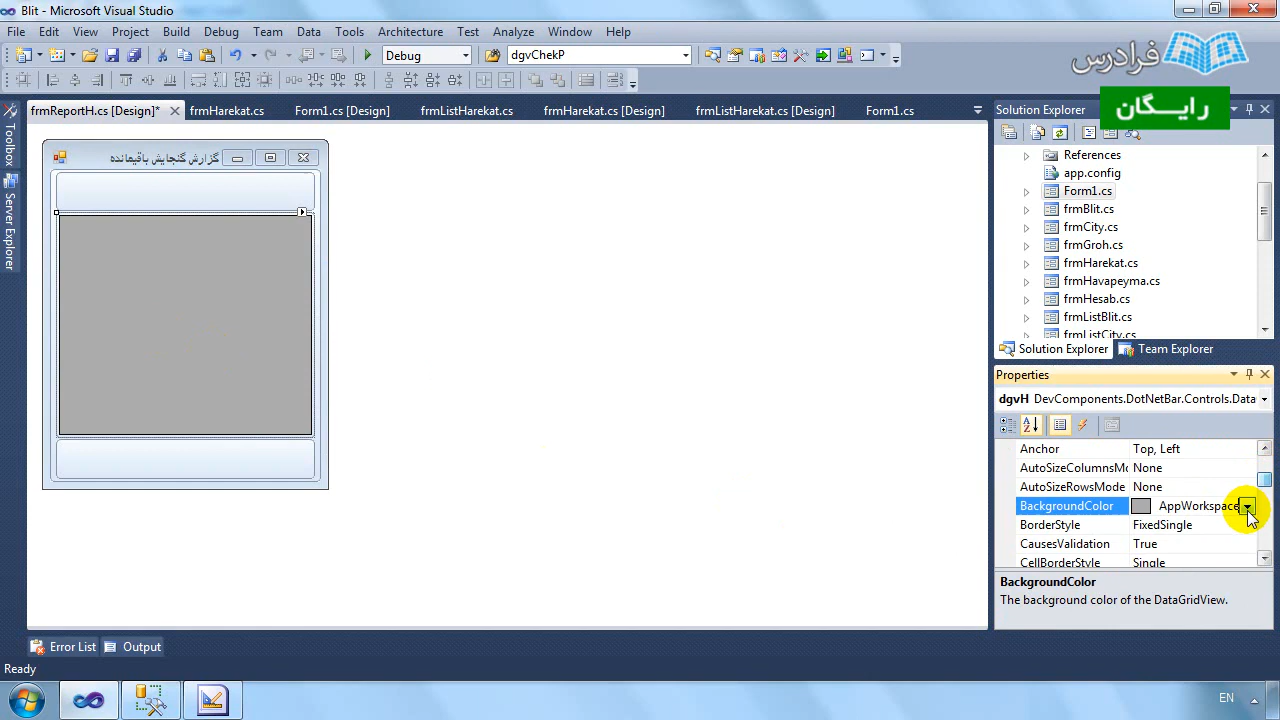 Blit - Microsoft Visual Studio
File Edit View Project Build Debug Team Data Tools Architecture Test Analyze Window Help
Debug dgvChekP
فرادرس
رایـــگان
frmReportH.cs [Design]* frmHarekat.cs Form1.cs [Design] frmListHarekat.cs frmHarekat.cs [Design] frmListHarekat.cs [Design] Form1.cs
Solution Explorer
Toolbox
Server Explorer
گزارش گنجایش باقیمانده
References
app.config
Form1.cs
frmBlit.cs
frmCity.cs
frmGroh.cs
frmHarekat.cs
frmHavapeyma.cs
frmHesab.cs
frmListBlit.cs
frmListCity.cs
Solution Explorer Team Explorer
Properties
dgvH DevComponents.DotNetBar.Controls.Data
Anchor Top, Left
AutoSizeColumnsMo None
AutoSizeRowsMode None
BackgroundColor AppWorkspace
BorderStyle FixedSingle
CausesValidation True
CellBorderStyle Single
BackgroundColor
The background color of the DataGridView.
Error List Output
Ready
EN